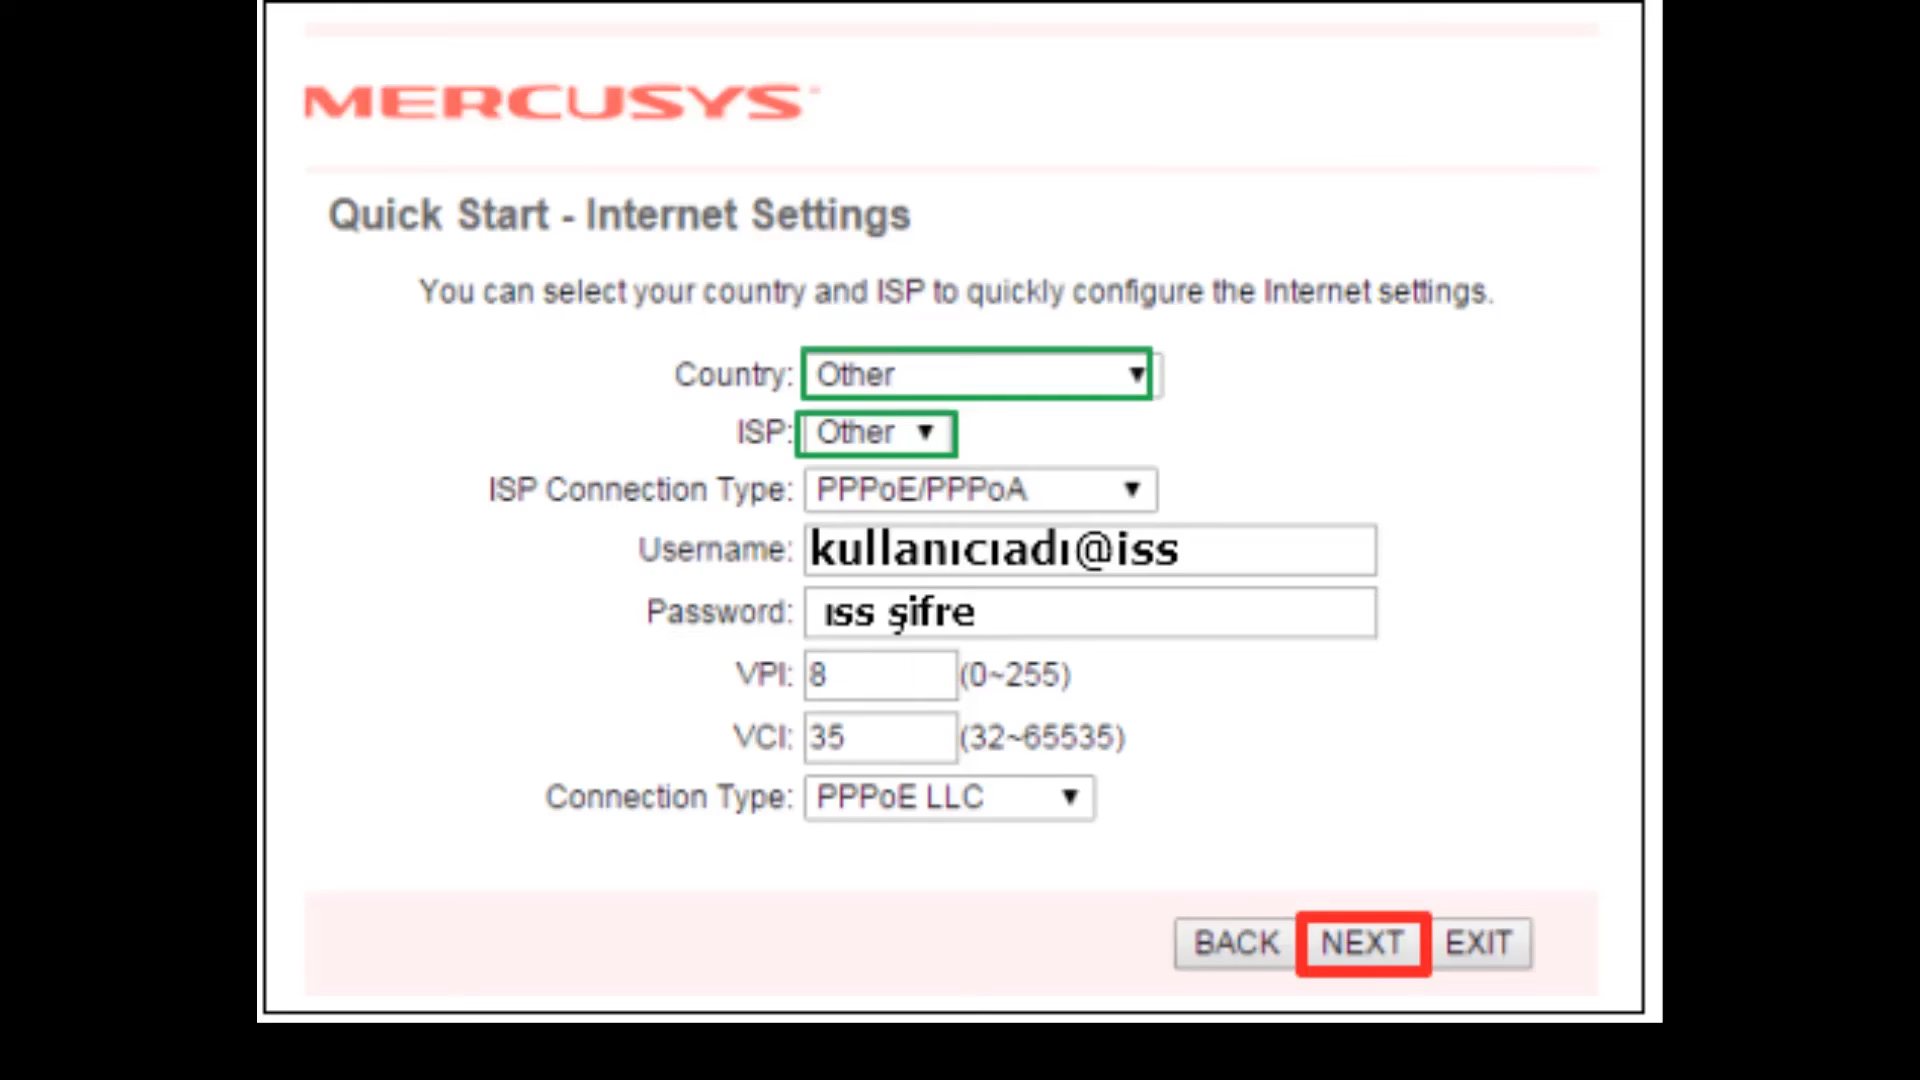 MERCUSYS
Quick Start - Internet Settings
You can select your country and ISP to quickly configure the Internet settings.
Country: Other
ISP: Other
ISP Connection Type: PPPoE/PPPoA
Username: kullanıcıadı@iss
Password: ıss şifre
VPI: 8 (0~255)
VCI: 35 (32~65535)
Connection Type: PPPoE LLC
BACK NEXT EXIT